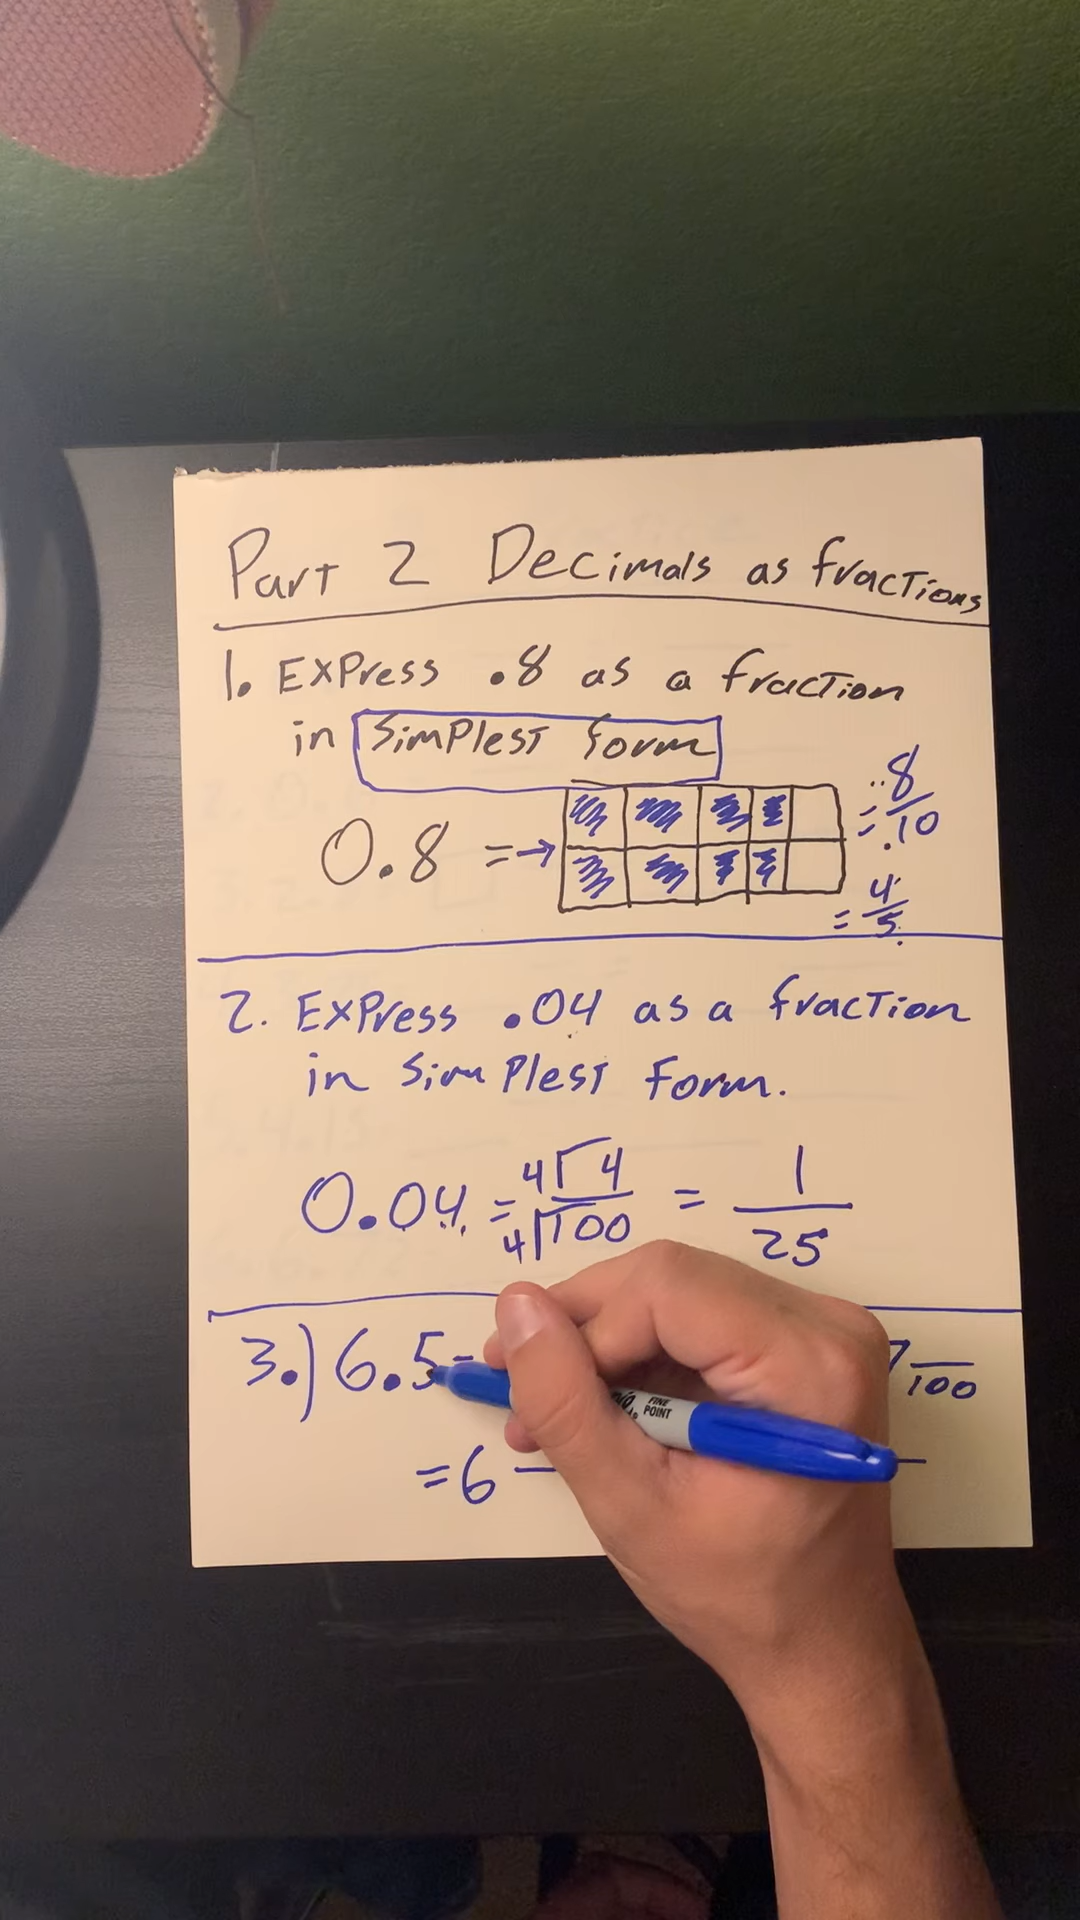 Part 2 Decimals as fractions
1. Express .8 as a fraction
in simplest form
0.8 =→ = 8/10
= 4/5
2. Express .04 as a fraction
in simplest form.
0.04 = 4√4 / 4√100 = 1/25
3.) 6.5 = 100
= 6
FINE
POINT